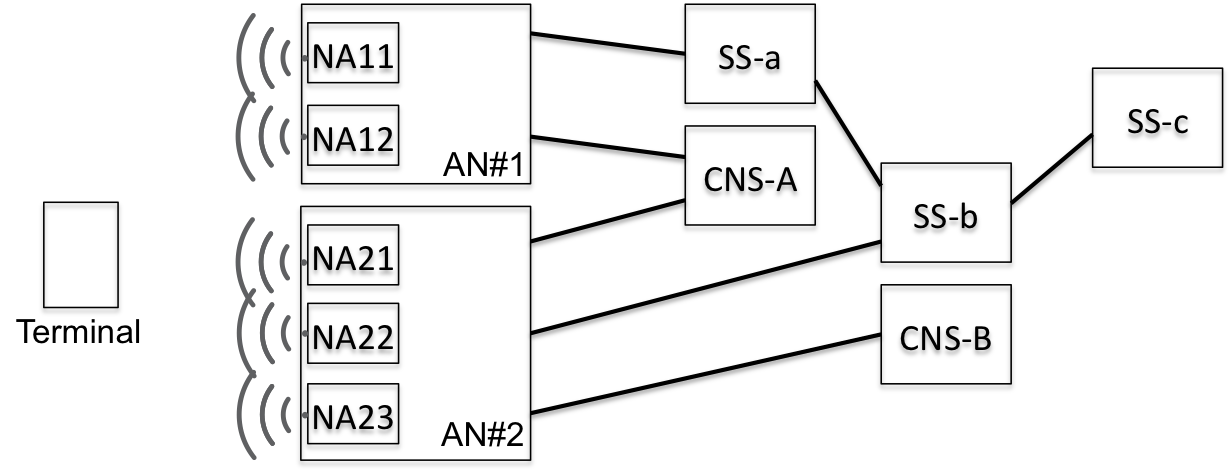 NA11
NA12
AN#1
SS-a
CNS-A
SS-c
SS-b
Terminal
NA21
NA22
NA23
AN#2
CNS-B